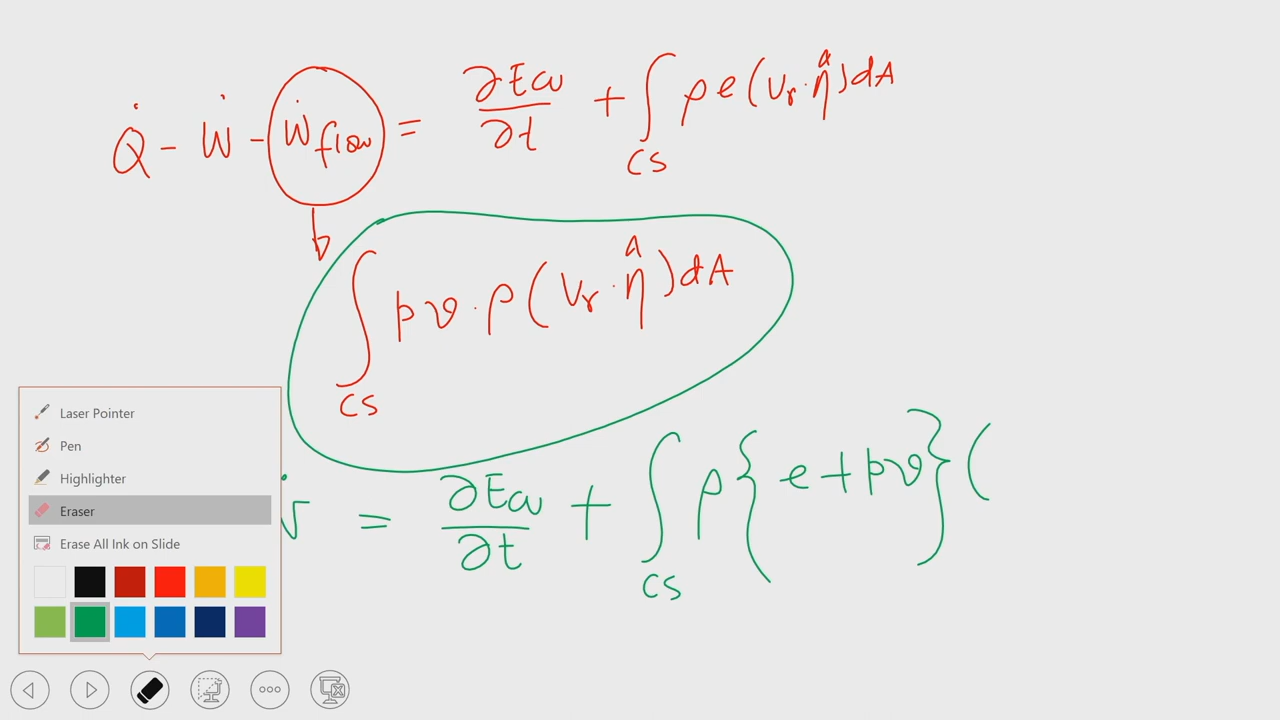 Q̇ - Ẇ - Ẇflow = ∂Ecv/∂t + ∫CS ρe(Vr·η̂)dA
∫CS pv·ρ(Vr·η̂)dA
Laser Pointer
Pen
Highlighter
Eraser
Erase All Ink on Slide
= ∂Ecv/∂t + ∫CS ρ{e+pv}(